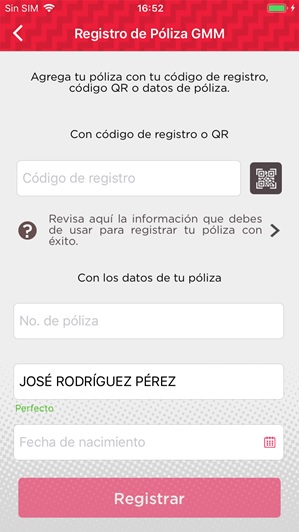 Sin SIM 16:52
Registro de Póliza GMM
Agrega tu póliza con tu código de registro,
código QR o datos de póliza.
Con código de registro o QR
Código de registro
Revisa aquí la información que debes
de usar para registrar tu póliza con
éxito.
Con los datos de tu póliza
No. de póliza
JOSÉ RODRÍGUEZ PÉREZ
Perfecto
Fecha de nacimiento
Registrar